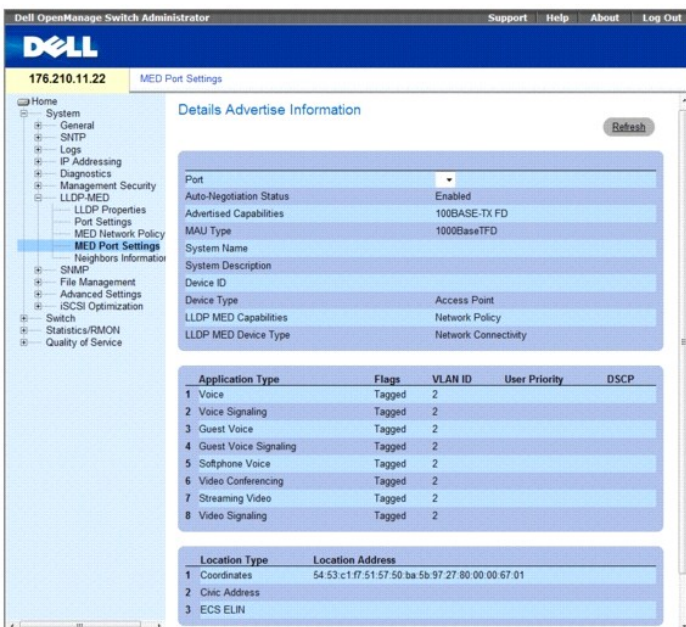 Dell OpenManage Switch Administrator
Support Help About Log Out
DELL
176.210.11.22
MED Port Settings
Home
System
General
SNTP
Logs
IP Addressing
Diagnostics
Management Security
LLDP-MED
LLDP Properties
Port Settings
MED Network Policy
MED Port Settings
Neighbors Information
SNMP
File Management
Advanced Settings
iSCSI Optimization
Switch
Statistics/RMON
Quality of Service
Details Advertise Information
Refresh
Port
Auto-Negotiation Status Enabled
Advertised Capabilities 100BASE-TX FD
MAU Type 1000BaseTFD
System Name
System Description
Device ID
Device Type Access Point
LLDP MED Capabilities Network Policy
LLDP MED Device Type Network Connectivity
Application Type Flags VLAN ID User Priority DSCP
1 Voice Tagged 2
2 Voice Signaling Tagged 2
3 Guest Voice Tagged 2
4 Guest Voice Signaling Tagged 2
5 Softphone Voice Tagged 2
6 Video Conferencing Tagged 2
7 Streaming Video Tagged 2
8 Video Signaling Tagged 2
Location Type Location Address
1 Coordinates 54:53:c1:f7:51:57:50:ba:5b:97:27:80:00:00:67:01
2 Civic Address
3 ECS ELIN